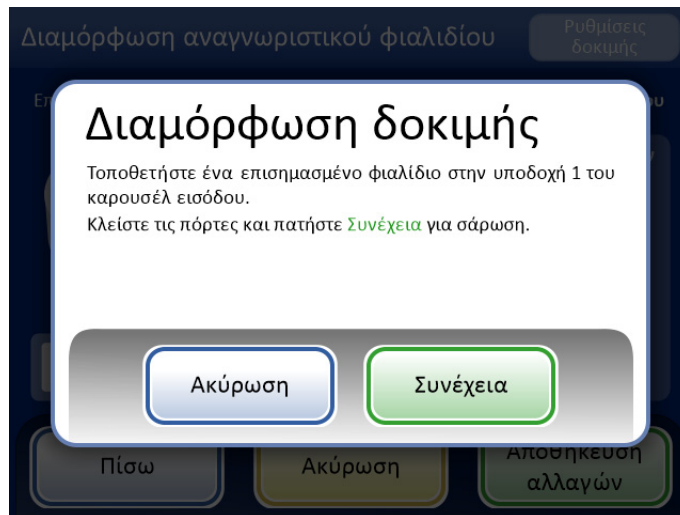 Διαμόρφωση αναγνωριστικού φιαλιδίου
Ρυθμίσεις
δοκιμής
Διαμόρφωση δοκιμής
Τοποθετήστε ένα επισημασμένο φιαλίδιο στην υποδοχή 1 του
καρουσέλ εισόδου.
Κλείστε τις πόρτες και πατήστε Συνέχεια για σάρωση.
Ακύρωση
Συνέχεια
Πίσω
Ακύρωση
Αποθήκευση
αλλαγών